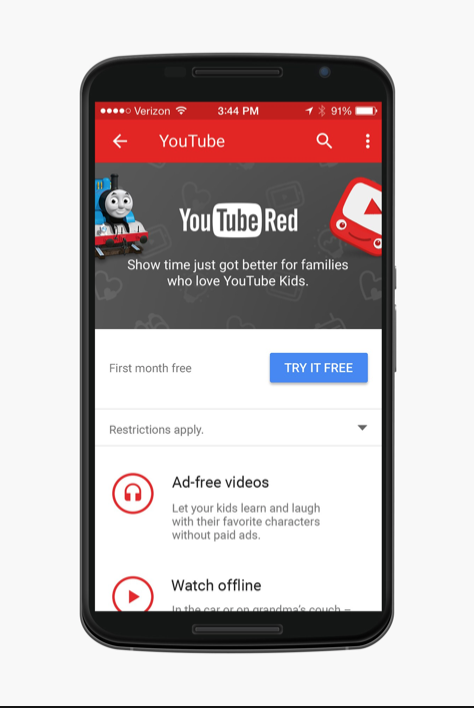 Verizon 3:44 PM 91%
YouTube
YouTube Red
Show time just got better for families
who love YouTube Kids.
First month free TRY IT FREE
Restrictions apply.
Ad-free videos
Let your kids learn and laugh
with their favorite characters
without paid ads.
Watch offline
In the car or on grandma's couch –